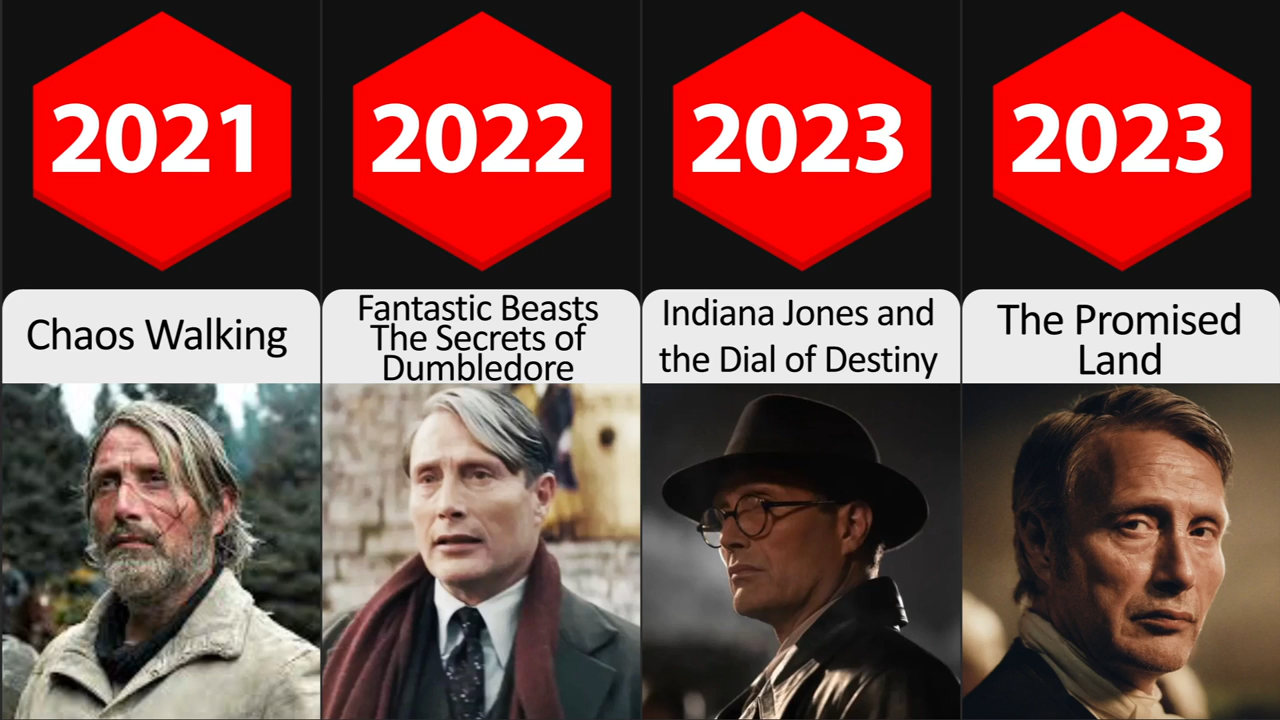 2021
2022
2023
2023
Chaos Walking
Fantastic Beasts
The Secrets of
Dumbledore
Indiana Jones and
the Dial of Destiny
The Promised
Land